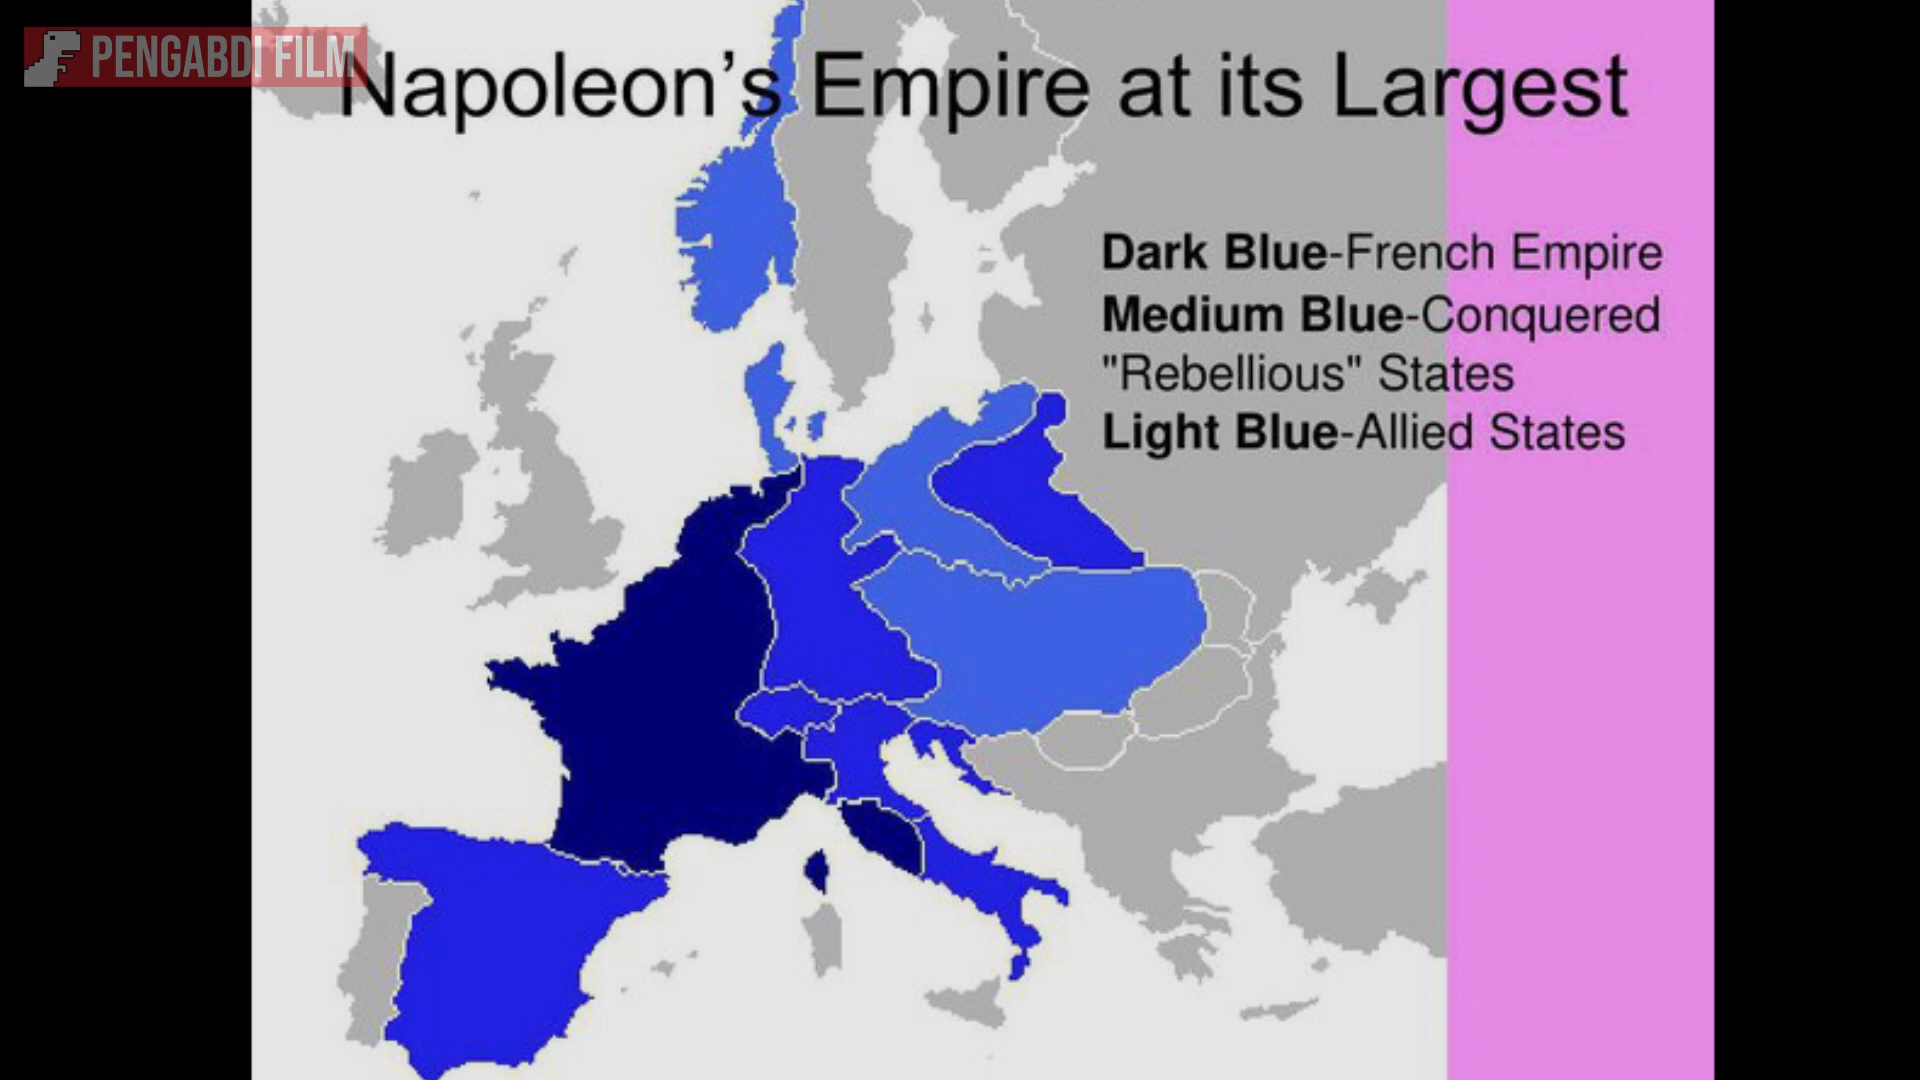 PENGABDI FILM
Napoleon’s Empire at its Largest
Dark Blue-French Empire
Medium Blue-Conquered
"Rebellious" States
Light Blue-Allied States